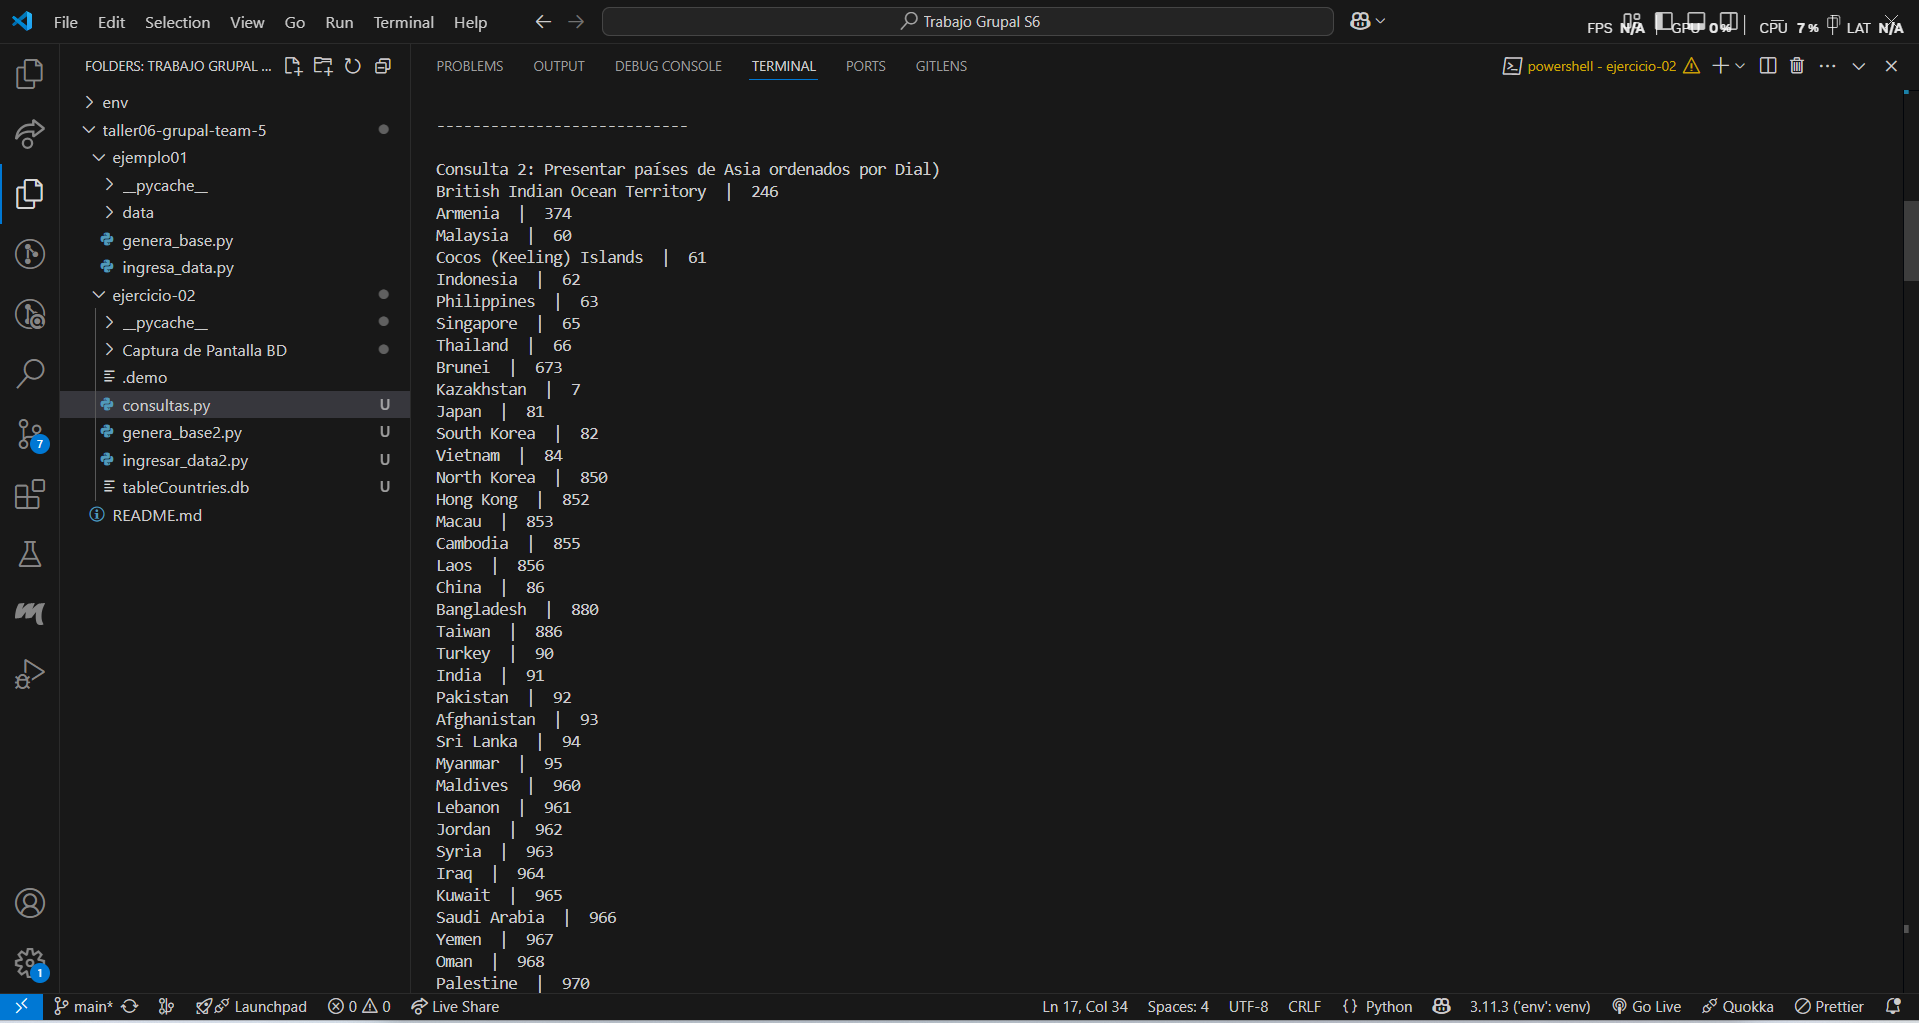 File Edit Selection View Go Run Terminal Help
Trabajo Grupal S6
FPS N/A GPU 0% CPU 7% LAT N/A
FOLDERS: TRABAJO GRUPAL ...
PROBLEMS OUTPUT DEBUG CONSOLE TERMINAL PORTS GITLENS
powershell - ejercicio-02
env
taller06-grupal-team-5
ejemplo01
__pycache__
data
genera_base.py
ingresa_data.py
ejercicio-02
__pycache__
Captura de Pantalla BD
.demo
consultas.py U
genera_base2.py U
ingresar_data2.py U
tableCountries.db U
README.md
7
1
----------------------------
Consulta 2: Presentar países de Asia ordenados por Dial)
British Indian Ocean Territory | 246
Armenia | 374
Malaysia | 60
Cocos (Keeling) Islands | 61
Indonesia | 62
Philippines | 63
Singapore | 65
Thailand | 66
Brunei | 673
Kazakhstan | 7
Japan | 81
South Korea | 82
Vietnam | 84
North Korea | 850
Hong Kong | 852
Macau | 853
Cambodia | 855
Laos | 856
China | 86
Bangladesh | 880
Taiwan | 886
Turkey | 90
India | 91
Pakistan | 92
Afghanistan | 93
Sri Lanka | 94
Myanmar | 95
Maldives | 960
Lebanon | 961
Jordan | 962
Syria | 963
Iraq | 964
Kuwait | 965
Saudi Arabia | 966
Yemen | 967
Oman | 968
Palestine | 970
main* Launchpad 0 0 Live Share Ln 17, Col 34 Spaces: 4 UTF-8 CRLF {} Python 3.11.3 ('env': venv) Go Live Quokka Prettier